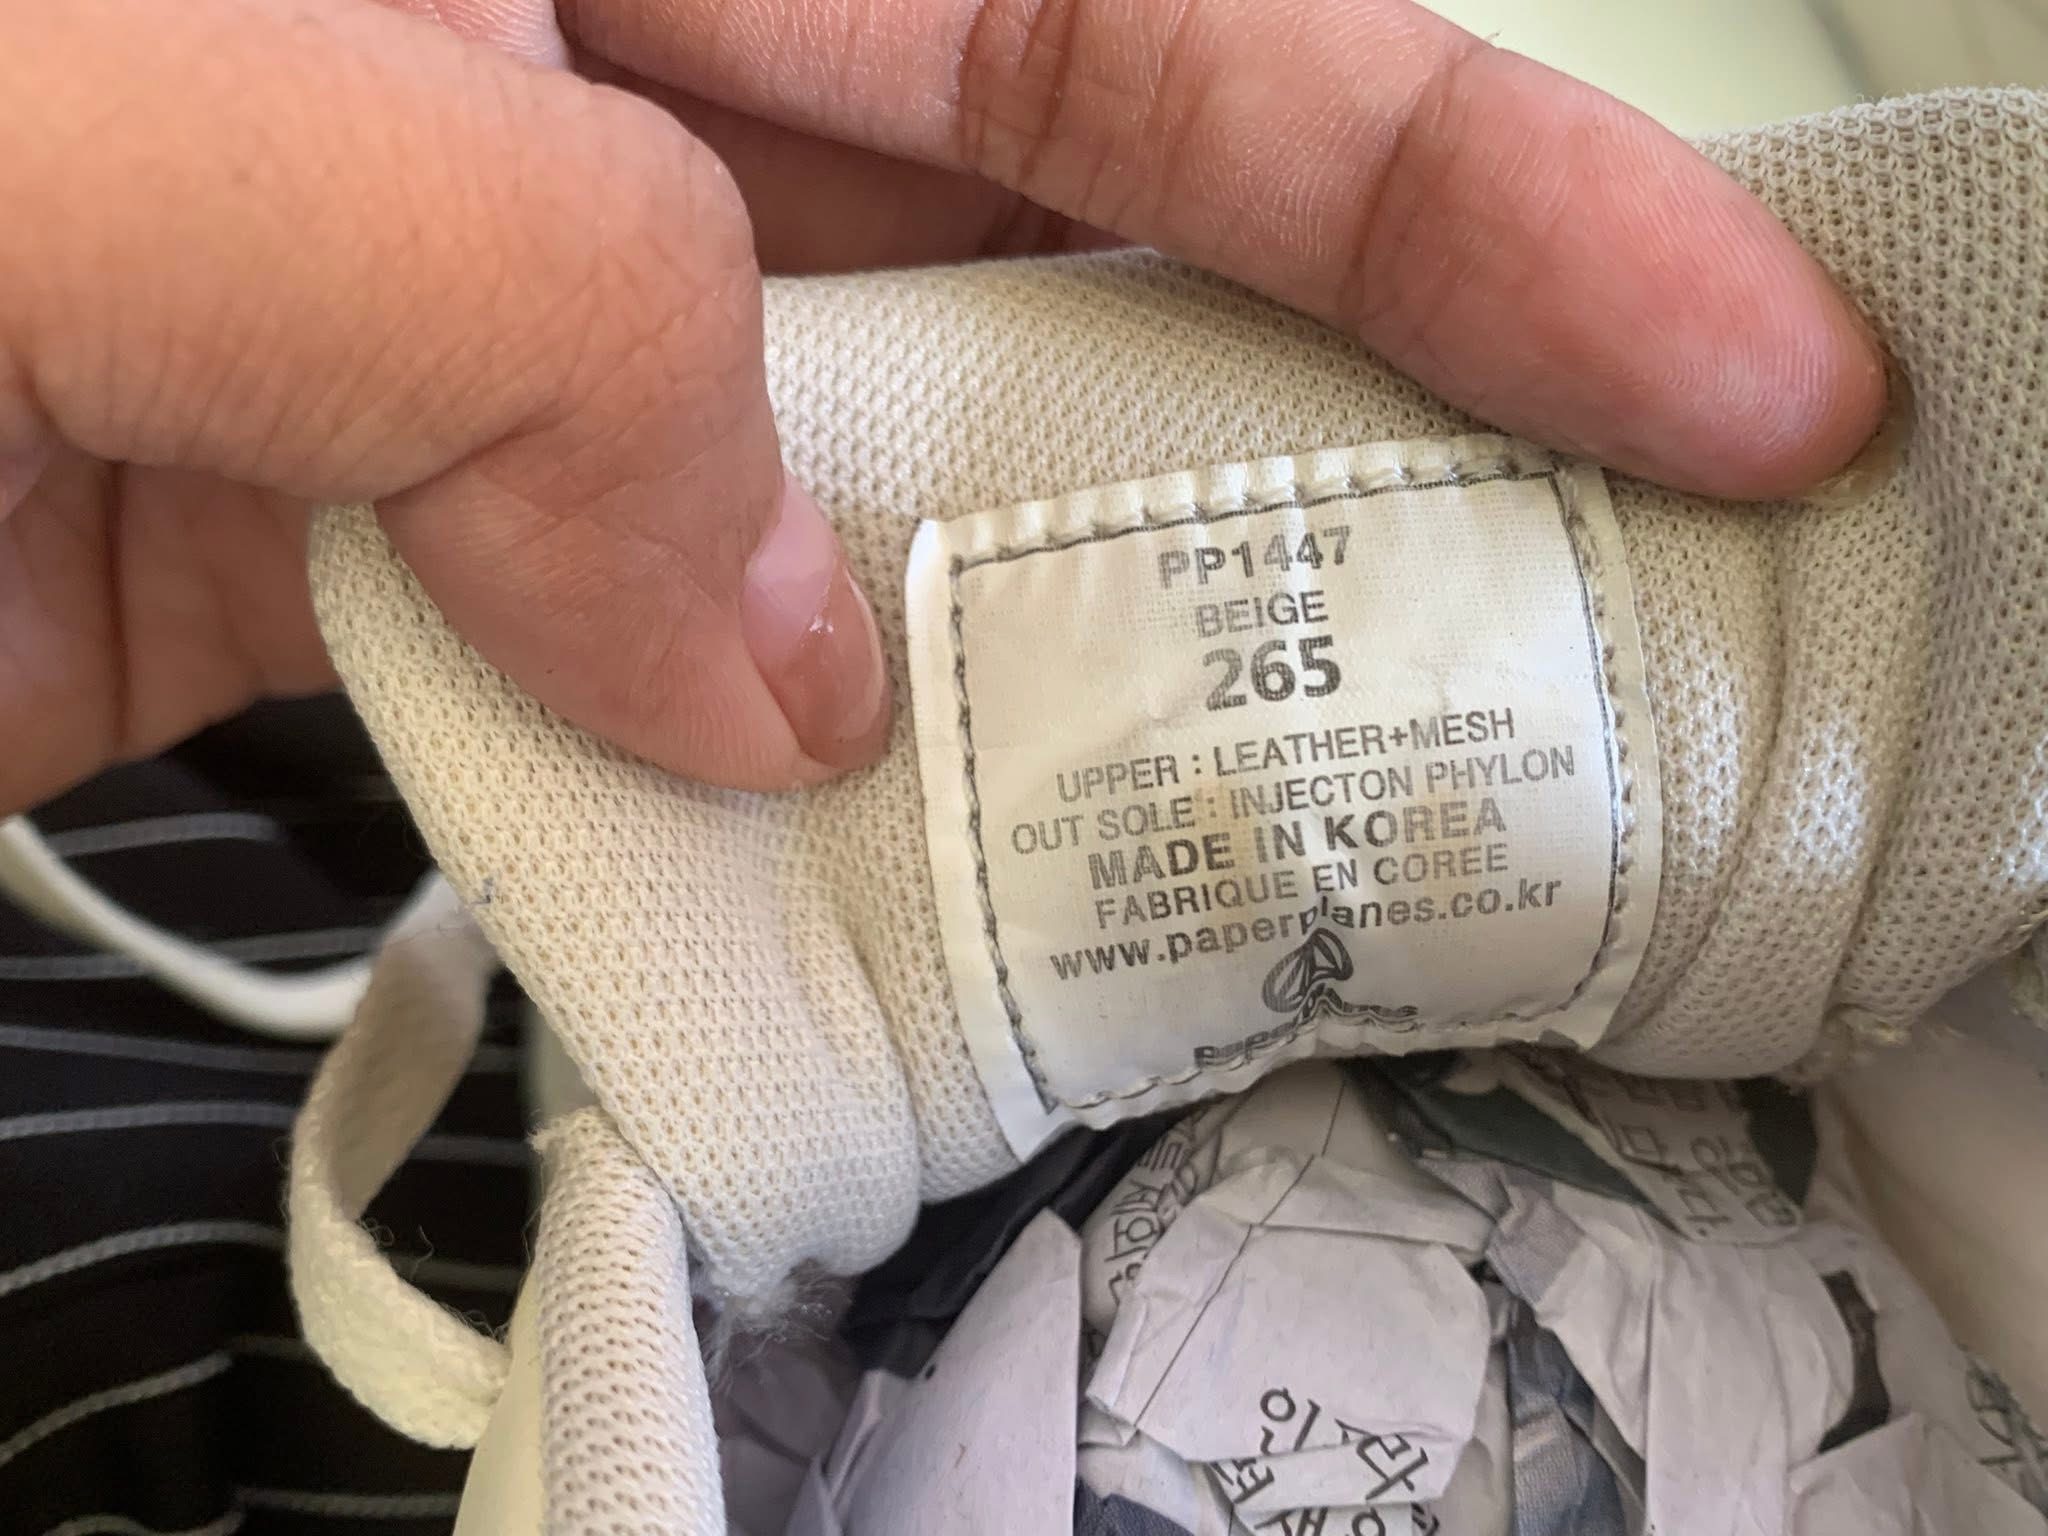 PP1447
BEIGE
265
UPPER : LEATHER+MESH
OUT SOLE : INJECTON PHYLON
MADE IN KOREA
FABRIQUE EN COREE
www.paperplanes.co.kr